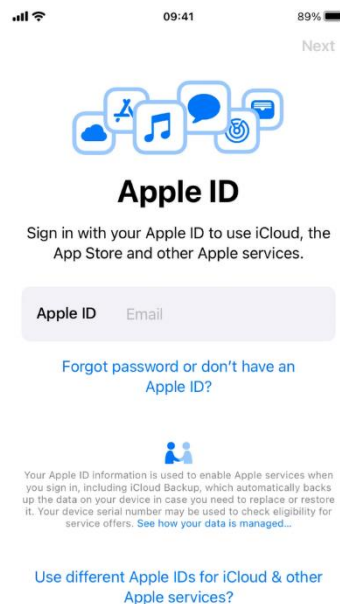 09:41
89%
Next
Apple ID
Sign in with your Apple ID to use iCloud, the
App Store and other Apple services.
Apple ID Email
Forgot password or don't have an
Apple ID?
Your Apple ID information is used to enable Apple services when
you sign in, including iCloud Backup, which automatically backs
up the data on your device in case you need to replace or restore
it. Your device serial number may be used to check eligibility for
service offers. See how your data is managed...
Use different Apple IDs for iCloud & other
Apple services?